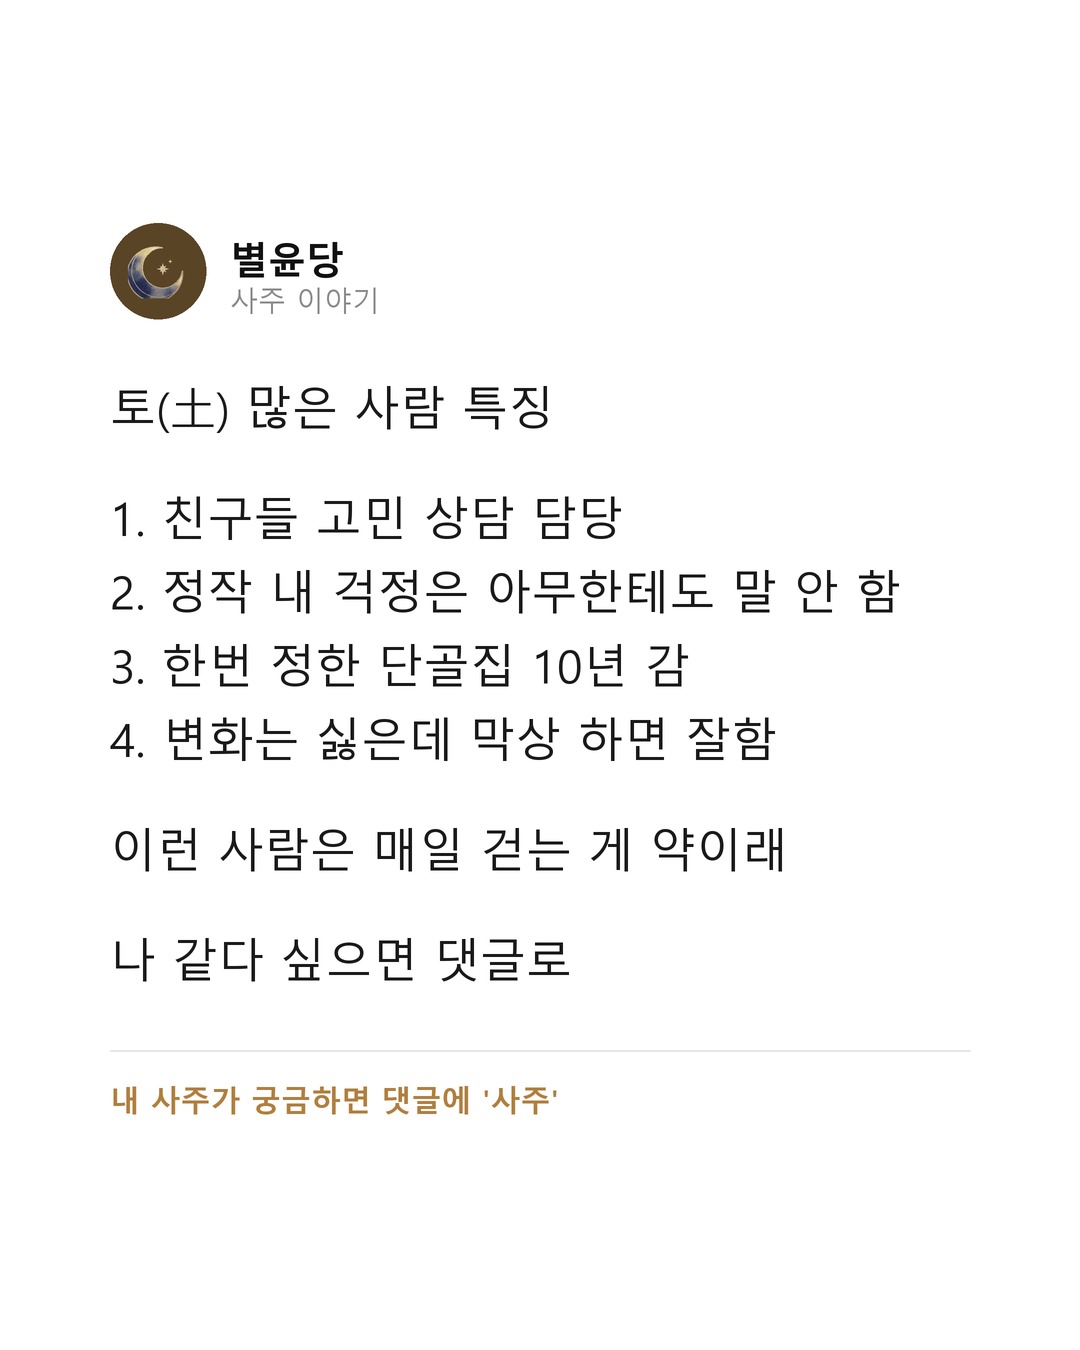 별윤당
사주 이야기
토(土) 많은 사람 특징
1. 친구들 고민 상담 담당
2. 정작 내 걱정은 아무한테도 말 안 함
3. 한번 정한 단골집 10년 감
4. 변화는 싫은데 막상 하면 잘함
이런 사람은 매일 걷는 게 약이래
나 같다 싶으면 댓글로
내 사주가 궁금하면 댓글에 '사주'